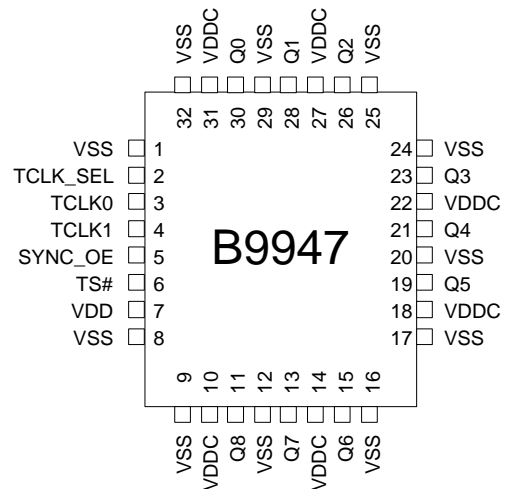 VSS VDDC Q0 VSS Q1 VDDC Q2 VSS
32 31 30 29 28 27 26 25
VSS 1 24 VSS
TCLK_SEL 2 23 Q3
TCLK0 3 22 VDDC
TCLK1 4 21 Q4
B9947
SYNC_OE 5 20 VSS
TS# 6 19 Q5
VDD 7 18 VDDC
VSS 8 17 VSS
9 10 11 12 13 14 15 16
VSS VDDC Q8 VSS Q7 VDDC Q6 VSS